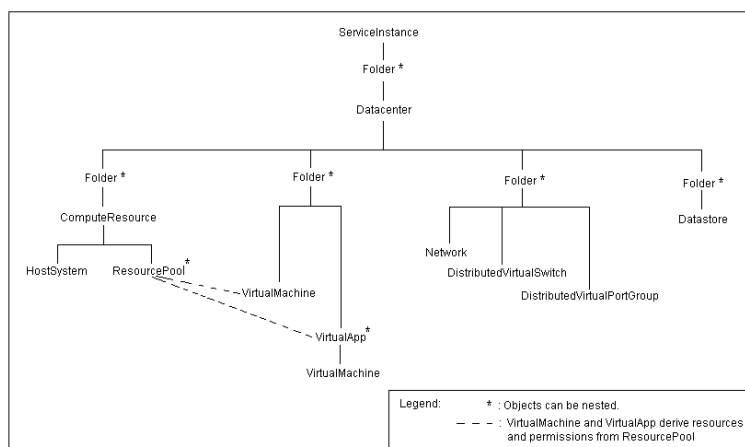 ServiceInstance
Folder *
Datacenter
Folder * Folder * Folder * Folder *
ComputeResource Datastore
HostSystem ResourcePool * Network
VirtualMachine DistributedVirtualSwitch
DistributedVirtualPortGroup
VirtualApp *
VirtualMachine
Legend: * : Objects can be nested.
: VirtualMachine and VirtualApp derive resources
and permissions from ResourcePool